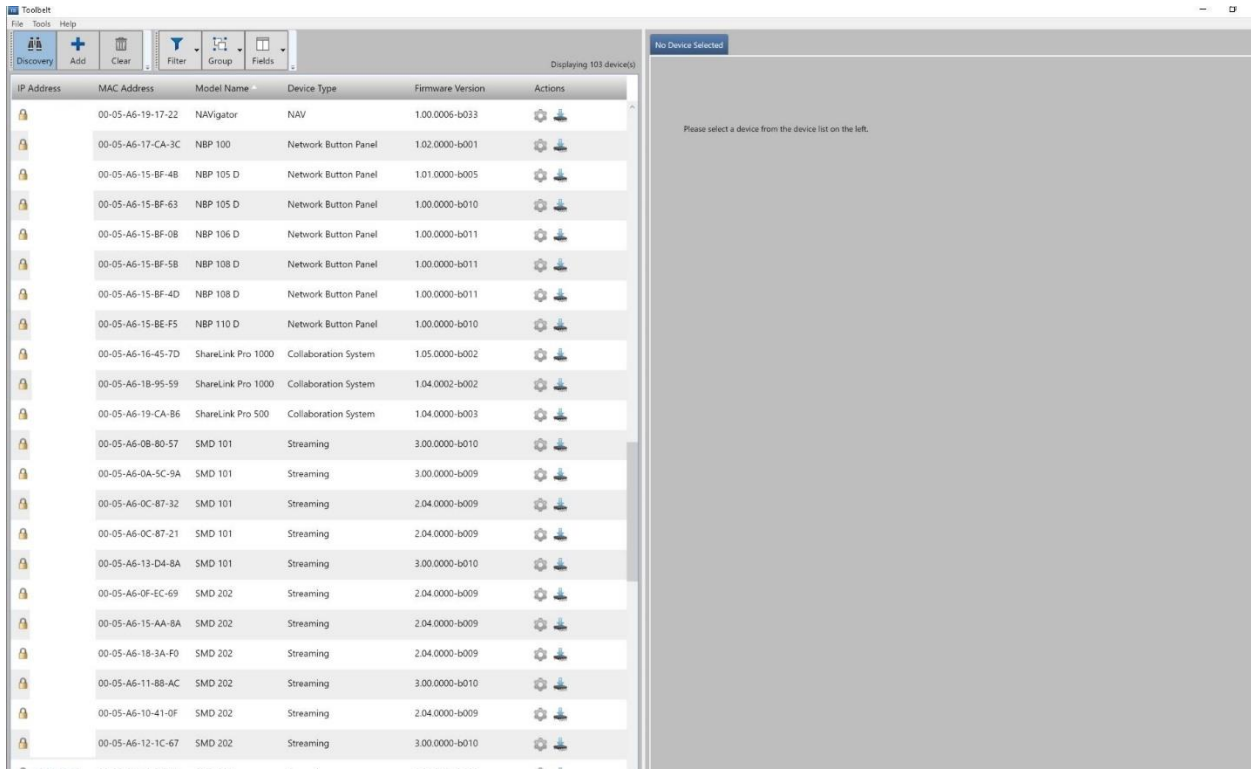 Toolbelt
File Tools Help
Discovery Add Clear Filter Group Fields
Displaying 103 device(s)
No Device Selected
IP Address MAC Address Model Name Device Type Firmware Version Actions
00-05-A6-19-17-22 NAVigator NAV 1.00.0006-b033
Please select a device from the device list on the left.
00-05-A6-17-CA-3C NBP 100 Network Button Panel 1.02.0000-b001
00-05-A6-15-BF-4B NBP 105 D Network Button Panel 1.01.0000-b005
00-05-A6-15-BF-63 NBP 105 D Network Button Panel 1.00.0000-b010
00-05-A6-15-BF-0B NBP 106 D Network Button Panel 1.00.0000-b011
00-05-A6-15-BF-5B NBP 108 D Network Button Panel 1.00.0000-b011
00-05-A6-15-BF-4D NBP 108 D Network Button Panel 1.00.0000-b011
00-05-A6-15-BE-F5 NBP 110 D Network Button Panel 1.00.0000-b010
00-05-A6-16-45-7D ShareLink Pro 1000 Collaboration System 1.05.0000-b002
00-05-A6-1B-95-59 ShareLink Pro 1000 Collaboration System 1.04.0002-b002
00-05-A6-19-CA-B6 ShareLink Pro 500 Collaboration System 1.04.0000-b003
00-05-A6-0B-80-57 SMD 101 Streaming 3.00.0000-b010
00-05-A6-0A-5C-9A SMD 101 Streaming 3.00.0000-b009
00-05-A6-0C-87-32 SMD 101 Streaming 2.04.0000-b009
00-05-A6-0C-87-21 SMD 101 Streaming 2.04.0000-b009
00-05-A6-13-D4-8A SMD 101 Streaming 3.00.0000-b010
00-05-A6-0F-EC-69 SMD 202 Streaming 2.04.0000-b009
00-05-A6-15-AA-8A SMD 202 Streaming 2.04.0000-b009
00-05-A6-18-3A-F0 SMD 202 Streaming 2.04.0000-b009
00-05-A6-11-88-AC SMD 202 Streaming 3.00.0000-b010
00-05-A6-10-41-0F SMD 202 Streaming 2.04.0000-b009
00-05-A6-12-1C-67 SMD 202 Streaming 3.00.0000-b010